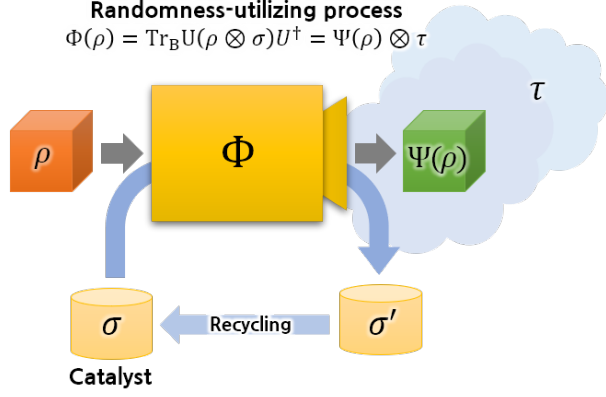 Randomness-utilizing process
Φ(ρ) = Tr_B U(ρ ⊗ σ)U† = Ψ(ρ) ⊗ τ
τ
ρ
Φ
Ψ(ρ)
σ
Recycling
σ′
Catalyst